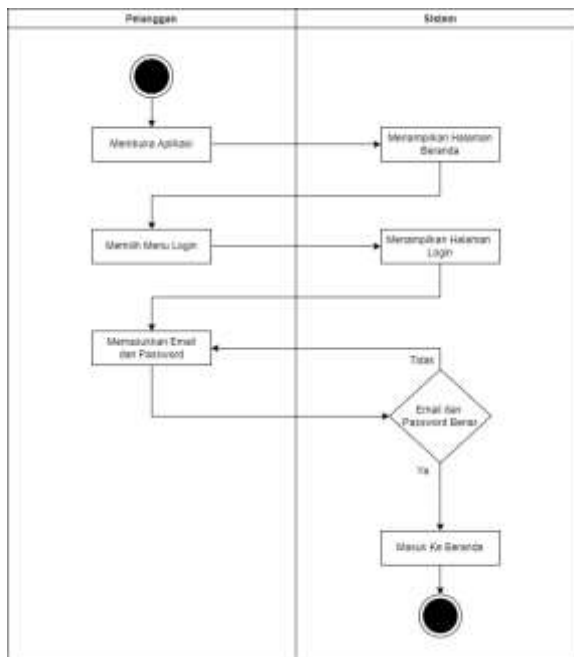 Pelanggan
Sistem
Membuka Aplikasi
Menampilkan Halaman
Beranda
Memilih Menu Login
Menampilkan Halaman
Login
Memasukkan Email
dan Password
Tidak
Email dan
Password Benar
Ya
Masuk Ke Beranda